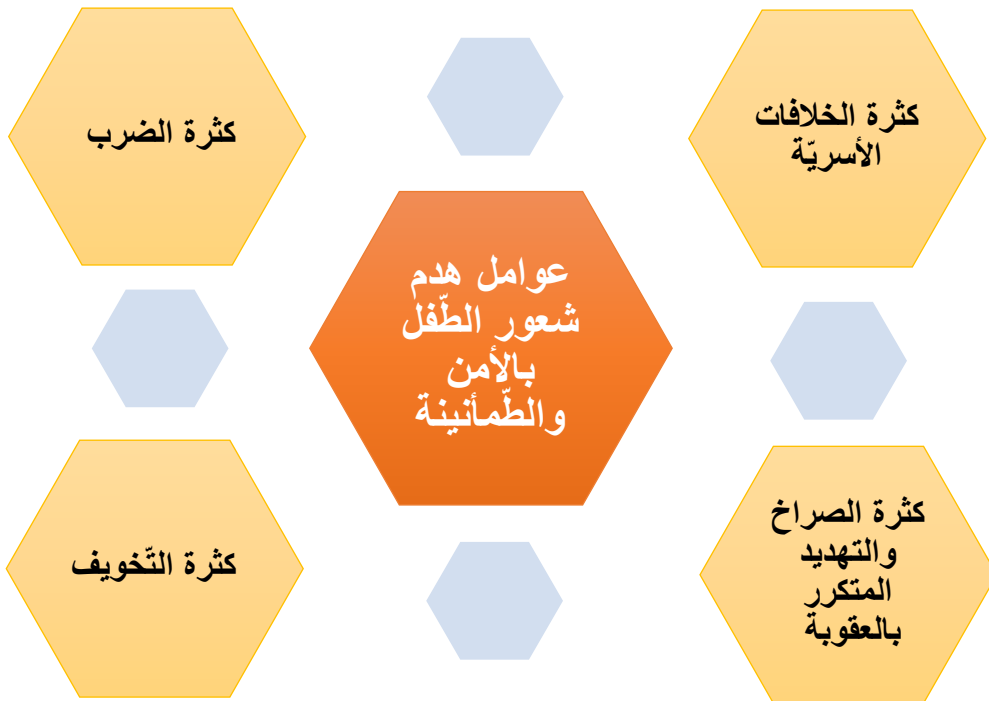 كثرة الخلافات
الأسريّة
كثرة الضرب
عوامل هدم
شعور الطّفل
بالأمن
والطّمأنينة
كثرة الصراخ
والتهديد
المتكرر
بالعقوبة
كثرة التّخويف